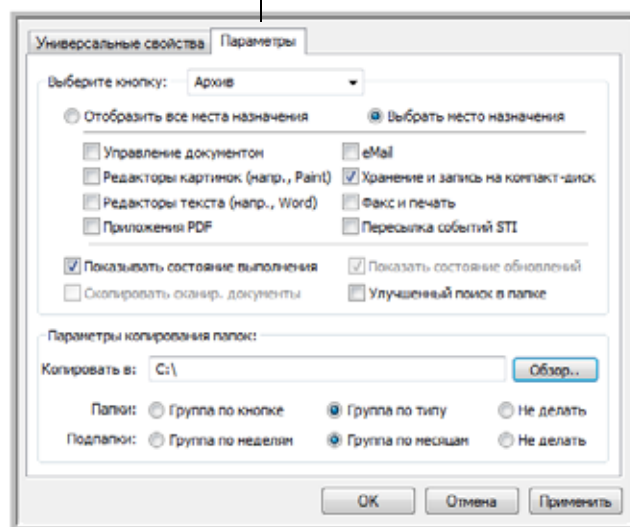 Универсальные свойства Параметры
Выберите кнопку: Архив
Отобразить все места назначения Выбрать место назначения
Управление документом eMail
Редакторы картинок (напр., Paint) Хранение и запись на компакт-диск
Редакторы текста (напр., Word) Факс и печать
Приложения PDF Пересылка событий STI
Показывать состояние выполнения Показать состояние обновлений
Скопировать сканир. документы Улучшенный поиск в папке
Параметры копирования папок:
Копировать в: C:\ Обзор..
Папки: Группа по кнопке Группа по типу Не делать
Подпапки: Группа по неделям Группа по месяцам Не делать
OK Отмена Применить